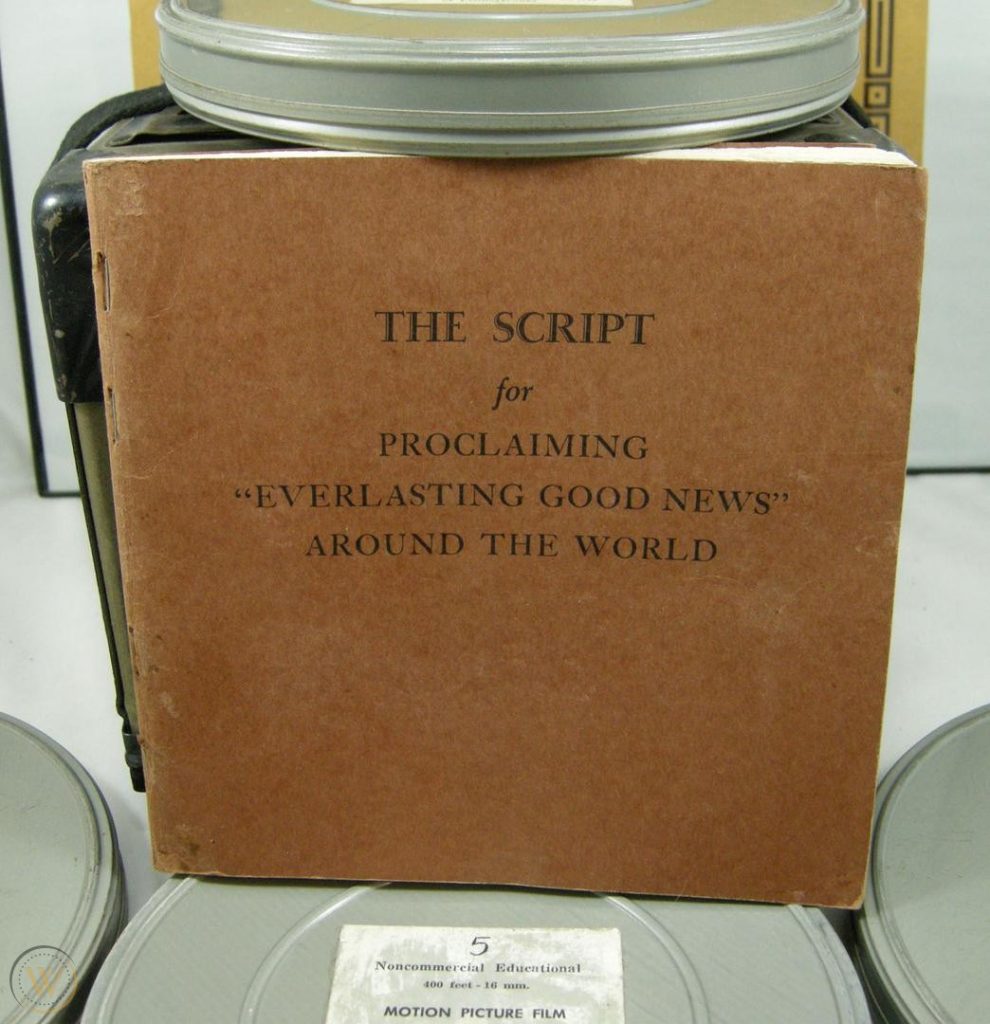 THE SCRIPT
for
PROCLAIMING
“EVERLASTING GOOD NEWS”
AROUND THE WORLD
5
Noncommercial Educational
400 feet - 16 mm.
MOTION PICTURE FILM
W